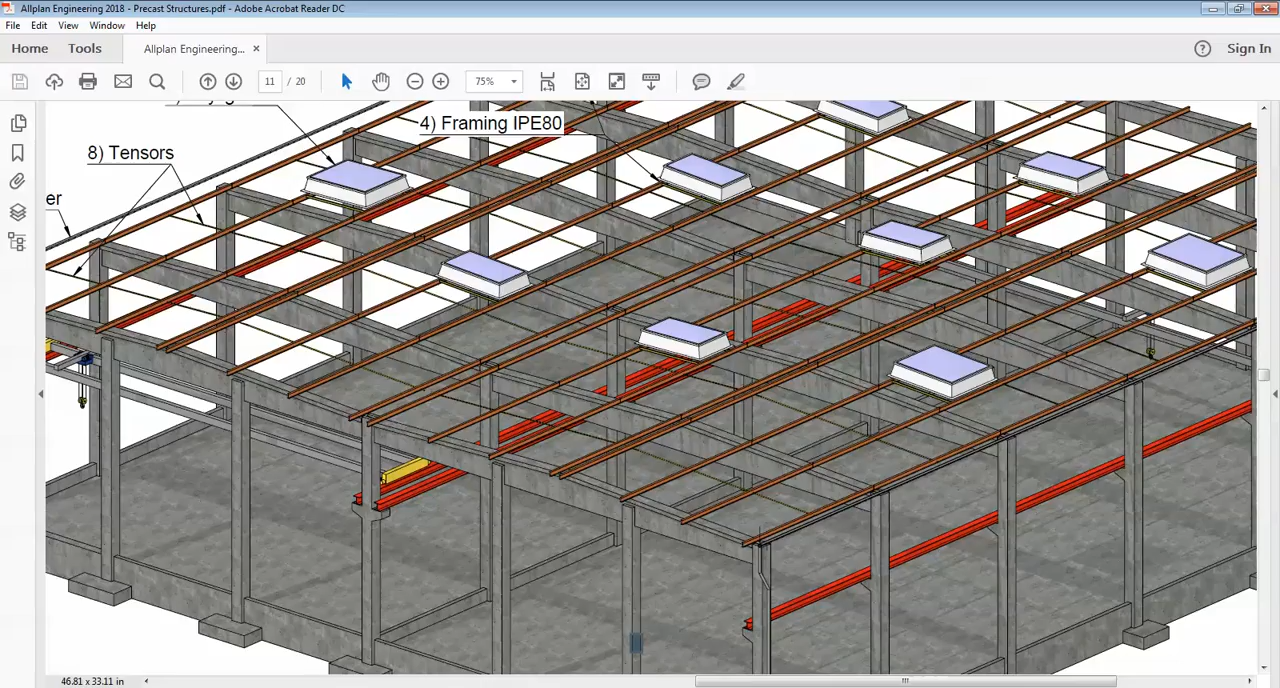 Allplan Engineering 2018 - Precast Structures.pdf - Adobe Acrobat Reader DC
File Edit View Window Help
Home Tools Allplan Engineering... × Sign In
11 / 20 75%
4) Framing IPE80
8) Tensors
er
46.81 x 33.11 in